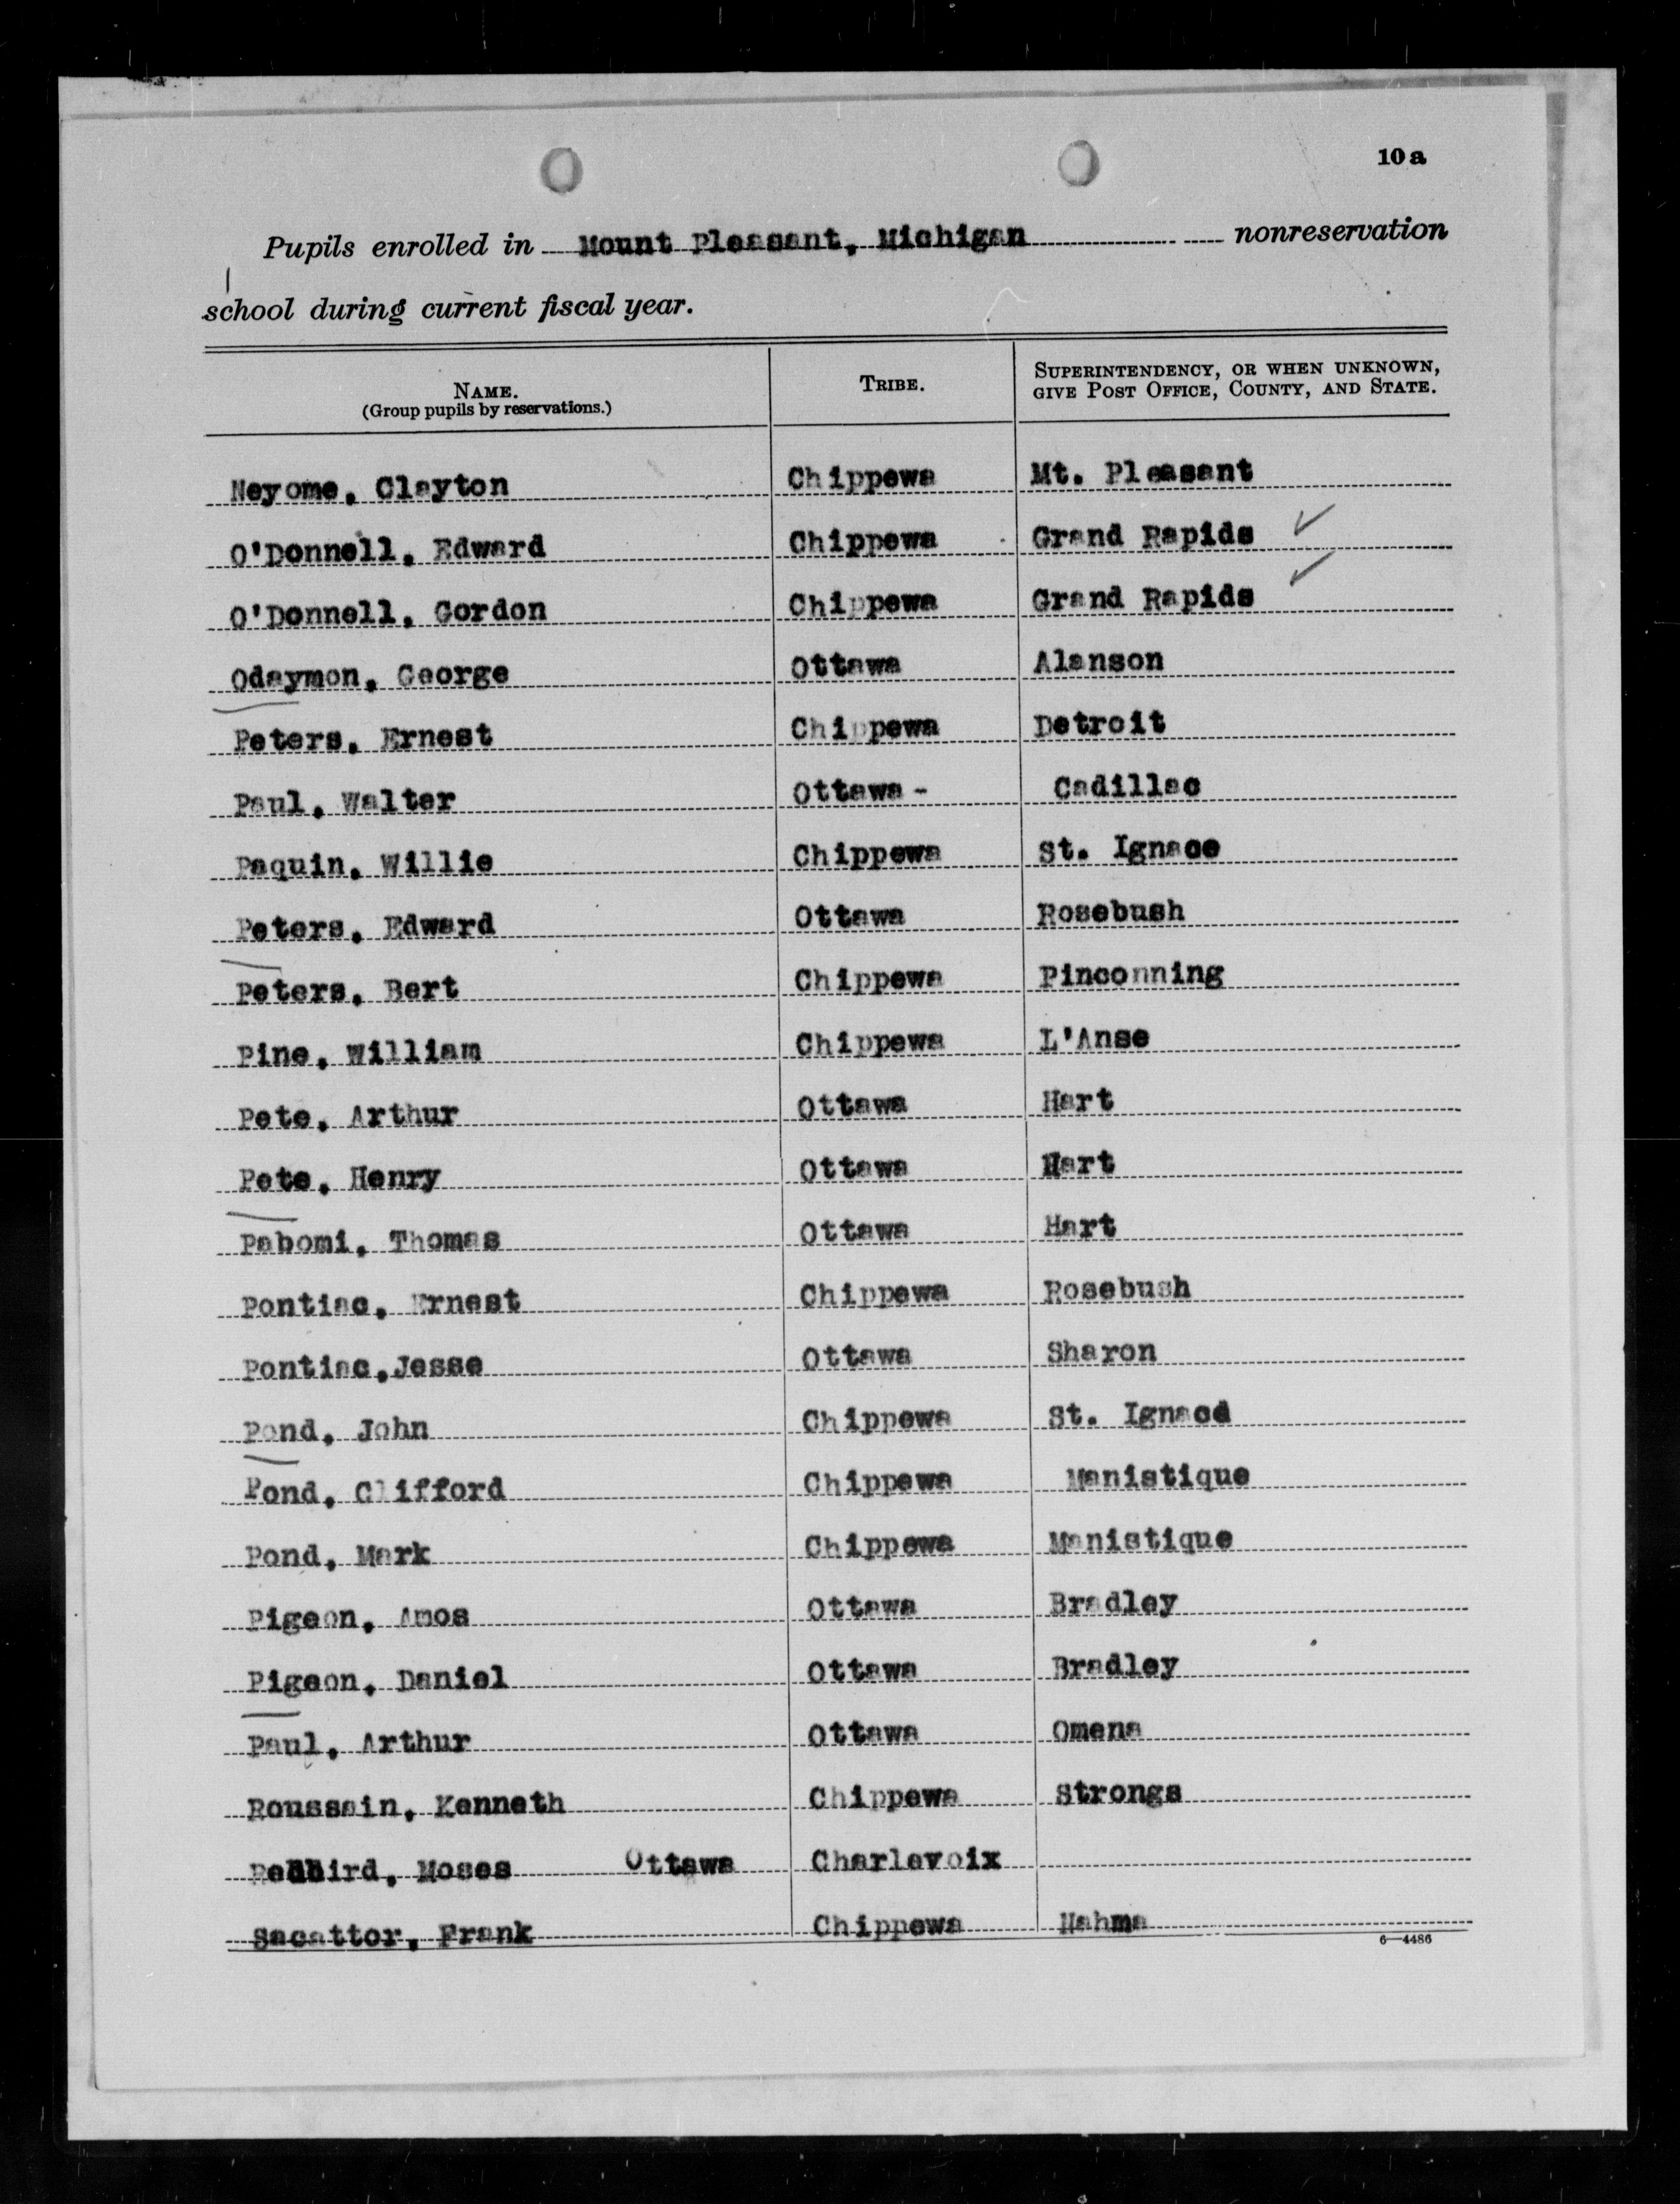 10 a
Pupils enrolled in Mount Pleasant, Michigan nonreservation
school during current fiscal year.
NAME. (Group pupils by reservations.) TRIBE. SUPERINTENDENCY, OR WHEN UNKNOWN, GIVE POST OFFICE, COUNTY, AND STATE.
Neyome, Clayton Chippewa Mt. Pleasant
O'Donnell, Edward Chippewa Grand Rapids ✓
O'Donnell, Gordon Chippewa Grand Rapids ✓
Odaymon, George Ottawa Alanson
Peters, Ernest Chippewa Detroit
Paul, Walter Ottawa - Cadillac
Paquin, Willie Chippewa St. Ignace
Peters, Edward Ottawa Rosebush
Peters, Bert Chippewa Pinconning
Pine, William Chippewa L'Anse
Pete, Arthur Ottawa Hart
Pete, Henry Ottawa Hart
Pabomi, Thomas Ottawa Hart
Pontiac, Ernest Chippewa Rosebush
Pontiac,Jesse Ottawa Sharon
Pond, John Chippewa St. Ignace
Pond, Clifford Chippewa Manistique
Pond, Mark Chippewa Manistique
Pigeon, Amos Ottawa Bradley
Pigeon, Daniel Ottawa Bradley
Paul, Arthur Ottawa Omena
Roussain, Kenneth Chippewa Strongs
Redbird, Moses Ottawa Charlevoix
Sacattor, Frank Chippewa Nahma
6—4486